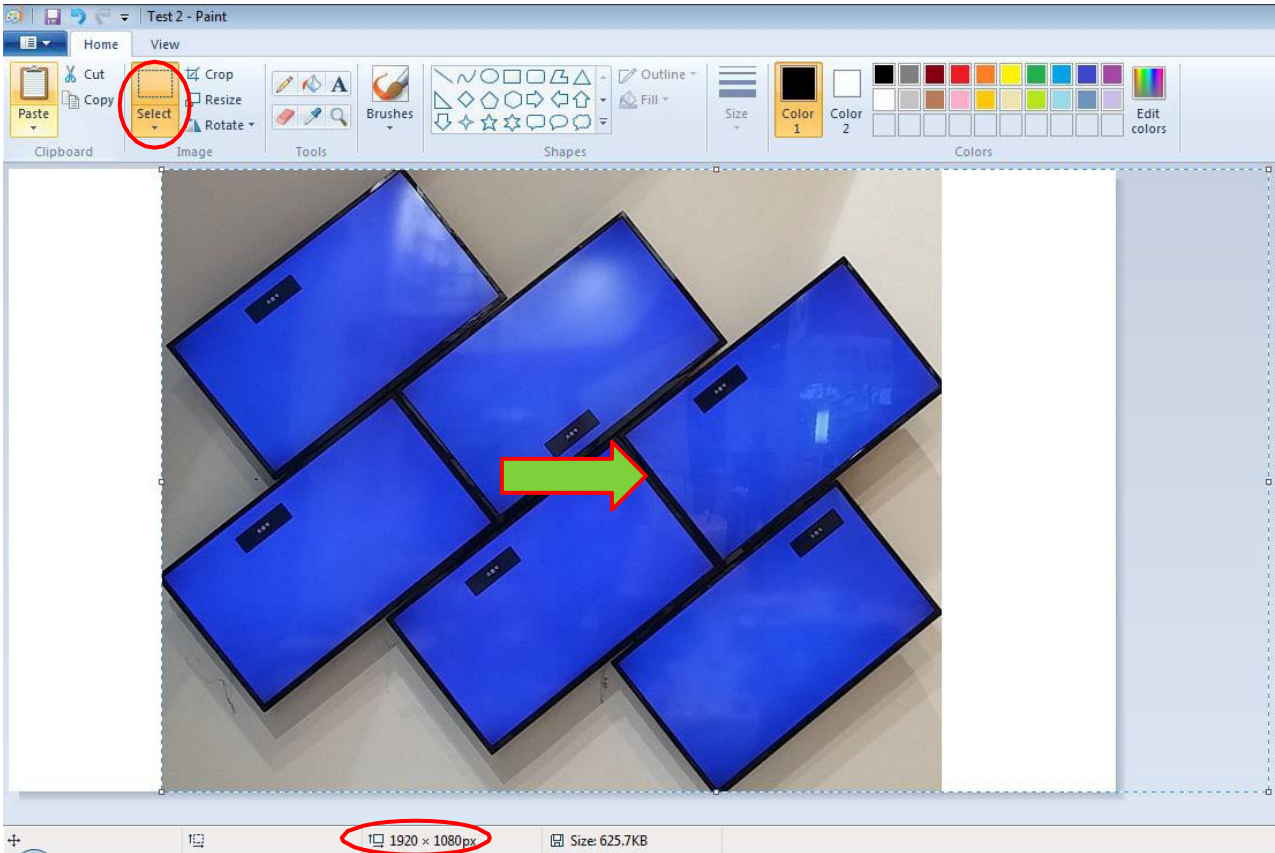 Test 2 - Paint
Home View
Paste
Cut
Copy
Clipboard
Select
Crop
Resize
Rotate
Image
A
Tools
Brushes
Outline
Fill
Shapes
Size
Color 1
Color 2
Edit colors
Colors
1920 × 1080px
Size: 625.7KB